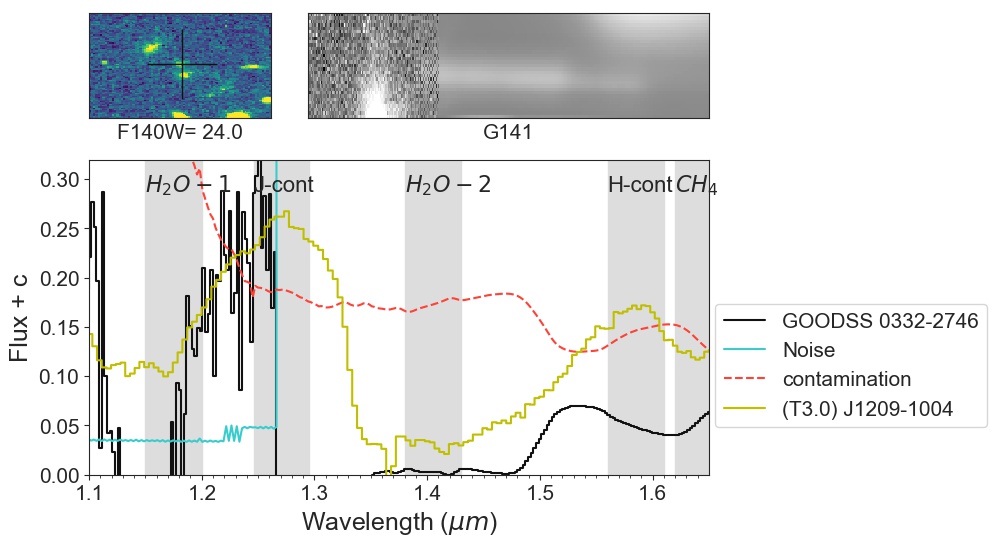 F140W= 24.0
G141
H₂O − 1
J-cont
H₂O − 2
H-cont
CH₄
0.30
0.25
0.20
0.15
0.10
0.05
0.00
Flux + c
1.1
1.2
1.3
1.4
1.5
1.6
Wavelength (μm)
GOODSS 0332-2746
Noise
contamination
(T3.0) J1209-1004